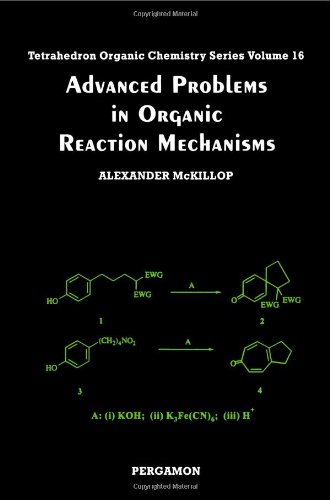 Tetrahedron Organic Chemistry Series Volume 16
Advanced Problems
in Organic
Reaction Mechanisms
ALEXANDER McKILLOP
HO
EWG
EWG
1
A
O
EWG
EWG
2
HO
(CH₂)₄NO₂
3
A
O
4
A: (i) KOH; (ii) K₃Fe(CN)₆; (iii) H⁺
PERGAMON